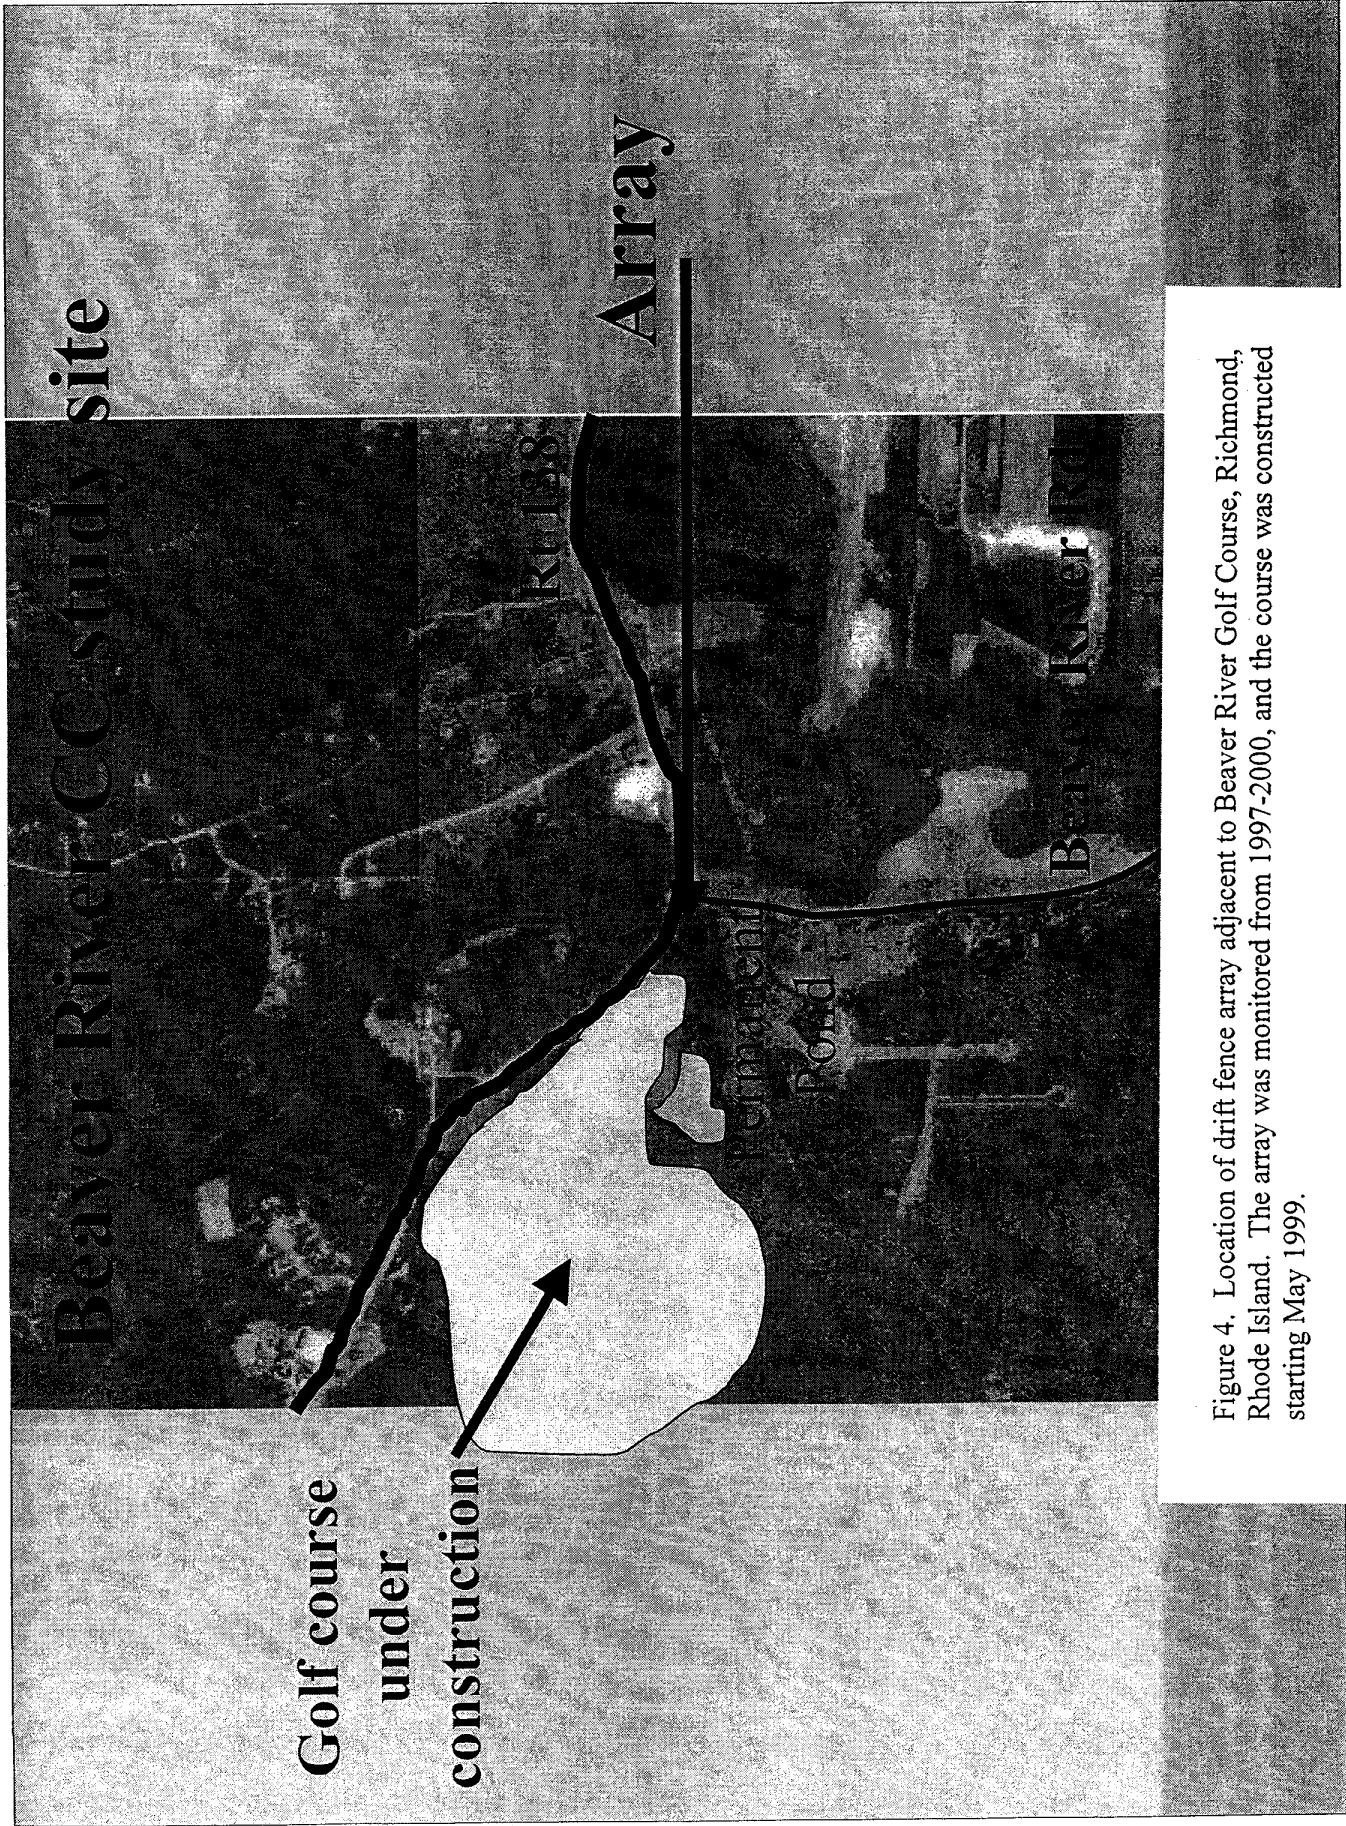 Beaver River CC study site
Golf course
under
construction
Array
Rt 138
Permanent
Pond
Beaver River Rd
Figure 4. Location of drift fence array adjacent to Beaver River Golf Course, Richmond,
Rhode Island. The array was monitored from 1997-2000, and the course was constructed
starting May 1999.